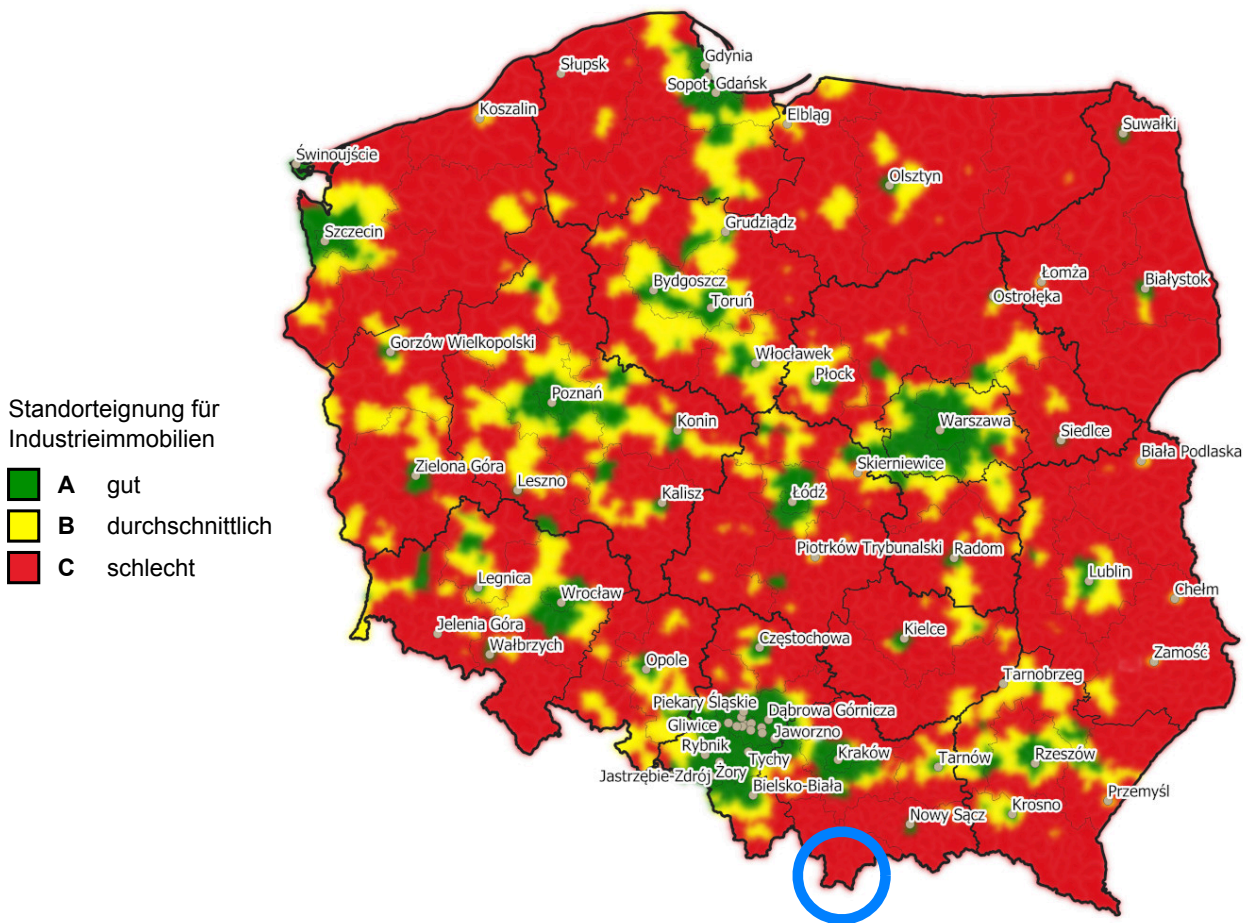 Gdynia
Słupsk
Sopot
Gdańsk
Koszalin
Elbląg
Suwałki
Świnoujście
Olsztyn
Grudziądz
Szczecin
Bydgoszcz
Toruń
Łomża
Białystok
Ostrołęka
Gorzów Wielkopolski
Włocławek
Płock
Poznań
Konin
Warszawa
Siedlce
Biała Podlaska
Skierniewice
Zielona Góra
Leszno
Kalisz
Łódź
Piotrków Trybunalski
Radom
Lublin
Chełm
Legnica
Wrocław
Jelenia Góra
Wałbrzych
Częstochowa
Kielce
Zamość
Opole
Tarnobrzeg
Piekary Śląskie
Dąbrowa Górnicza
Gliwice
Jaworzno
Rybnik
Tychy
Kraków
Tarnów
Rzeszów
Jastrzębie-Zdrój
Żory
Bielsko-Biała
Przemyśl
Nowy Sącz
Krosno
Standorteignung für
Industrieimmobilien
A gut
B durchschnittlich
C schlecht